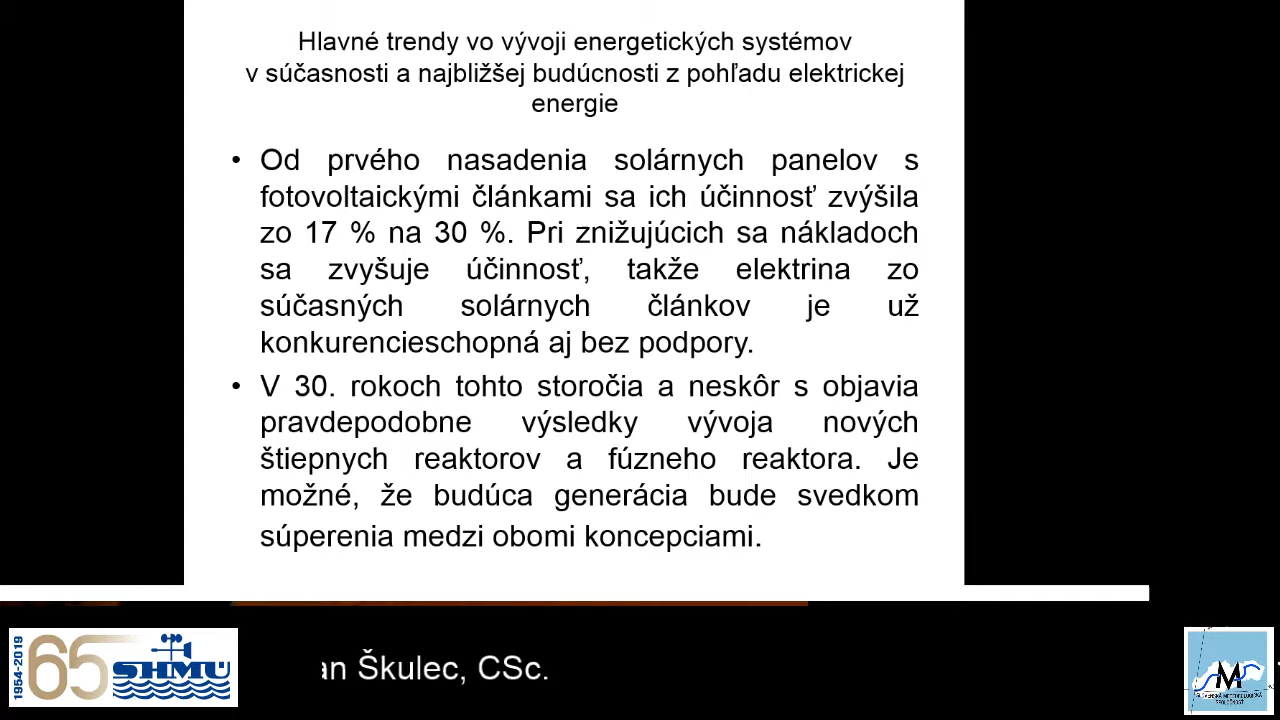 Hlavné trendy vo vývoji energetických systémov
v súčasnosti a najbližšej budúcnosti z pohľadu elektrickej
energie
• Od prvého nasadenia solárnych panelov s
fotovoltaickými článkami sa ich účinnosť zvýšila
zo 17 % na 30 %. Pri znižujúcich sa nákladoch
sa zvyšuje účinnosť, takže elektrina zo
súčasných solárnych článkov je už
konkurencieschopná aj bez podpory.
• V 30. rokoch tohto storočia a neskôr s objavia
pravdepodobne výsledky vývoja nových
štiepnych reaktorov a fúzneho reaktora. Je
možné, že budúca generácia bude svedkom
súperenia medzi obomi koncepciami.
1954-2019
65
SHMÚ
an Škulec, CSc.
M
SLOVENSKÁ METEOROLOGICKÁ
SPOLOČNOSŤ